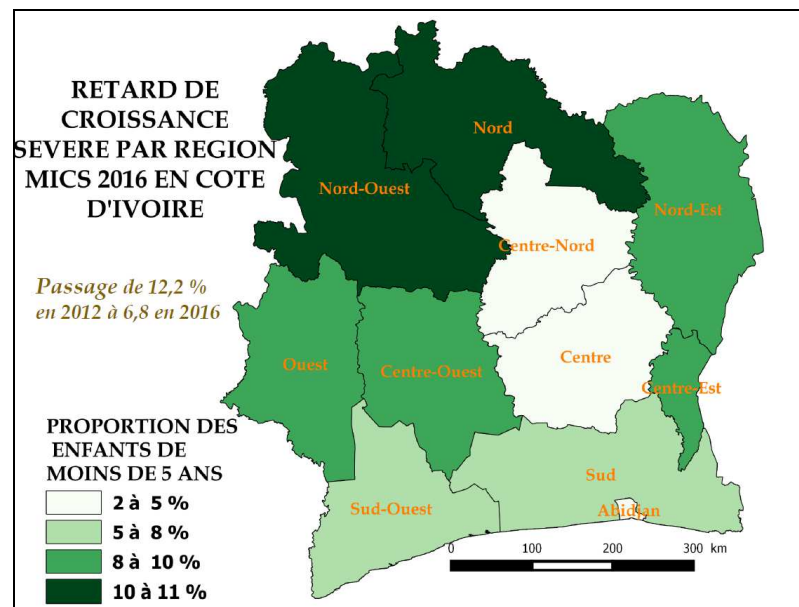 RETARD DE
CROISSANCE
SEVERE PAR REGION
MICS 2016 EN COTE
D'IVOIRE
Passage de 12,2 %
en 2012 à 6,8 en 2016
Nord
Nord-Ouest
Nord-Est
Centre-Nord
Ouest
Centre-Ouest
Centre
Centre-Est
Sud
Sud-Ouest
Abidjan
PROPORTION DES
ENFANTS DE
MOINS DE 5 ANS
2 à 5 %
5 à 8 %
8 à 10 %
10 à 11 %
0 100 200 300 km